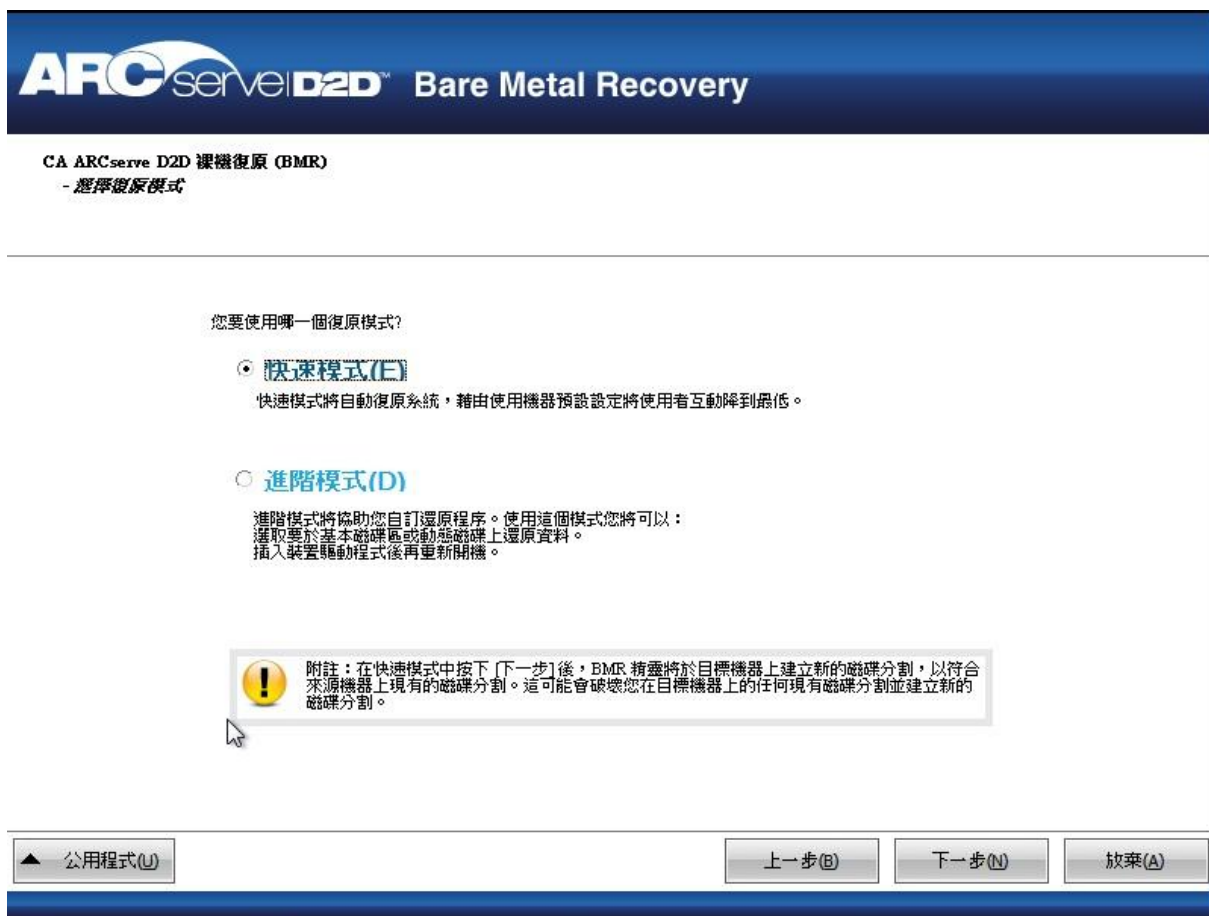 ARCserve D2D™ Bare Metal Recovery
CA ARCserve D2D 裸機復原 (BMR)
- 選擇復原模式
您要使用哪一個復原模式?
快速模式(E)
快速模式將自動復原系統，藉由使用機器預設設定將使用者互動降到最低。
進階模式(D)
進階模式將協助您自訂還原程序。使用這個模式您將可以：
選取要於基本磁碟區或動態磁碟上還原資料。
插入裝置驅動程式後再重新開機。
附註：在快速模式中按下 [下一步] 後，BMR 精靈將於目標機器上建立新的磁碟分割，以符合
來源機器上現有的磁碟分割。這可能會破壞您在目標機器上的任何現有磁碟分割並建立新的
磁碟分割。
公用程式(U)
上一步(B)
下一步(N)
放棄(A)